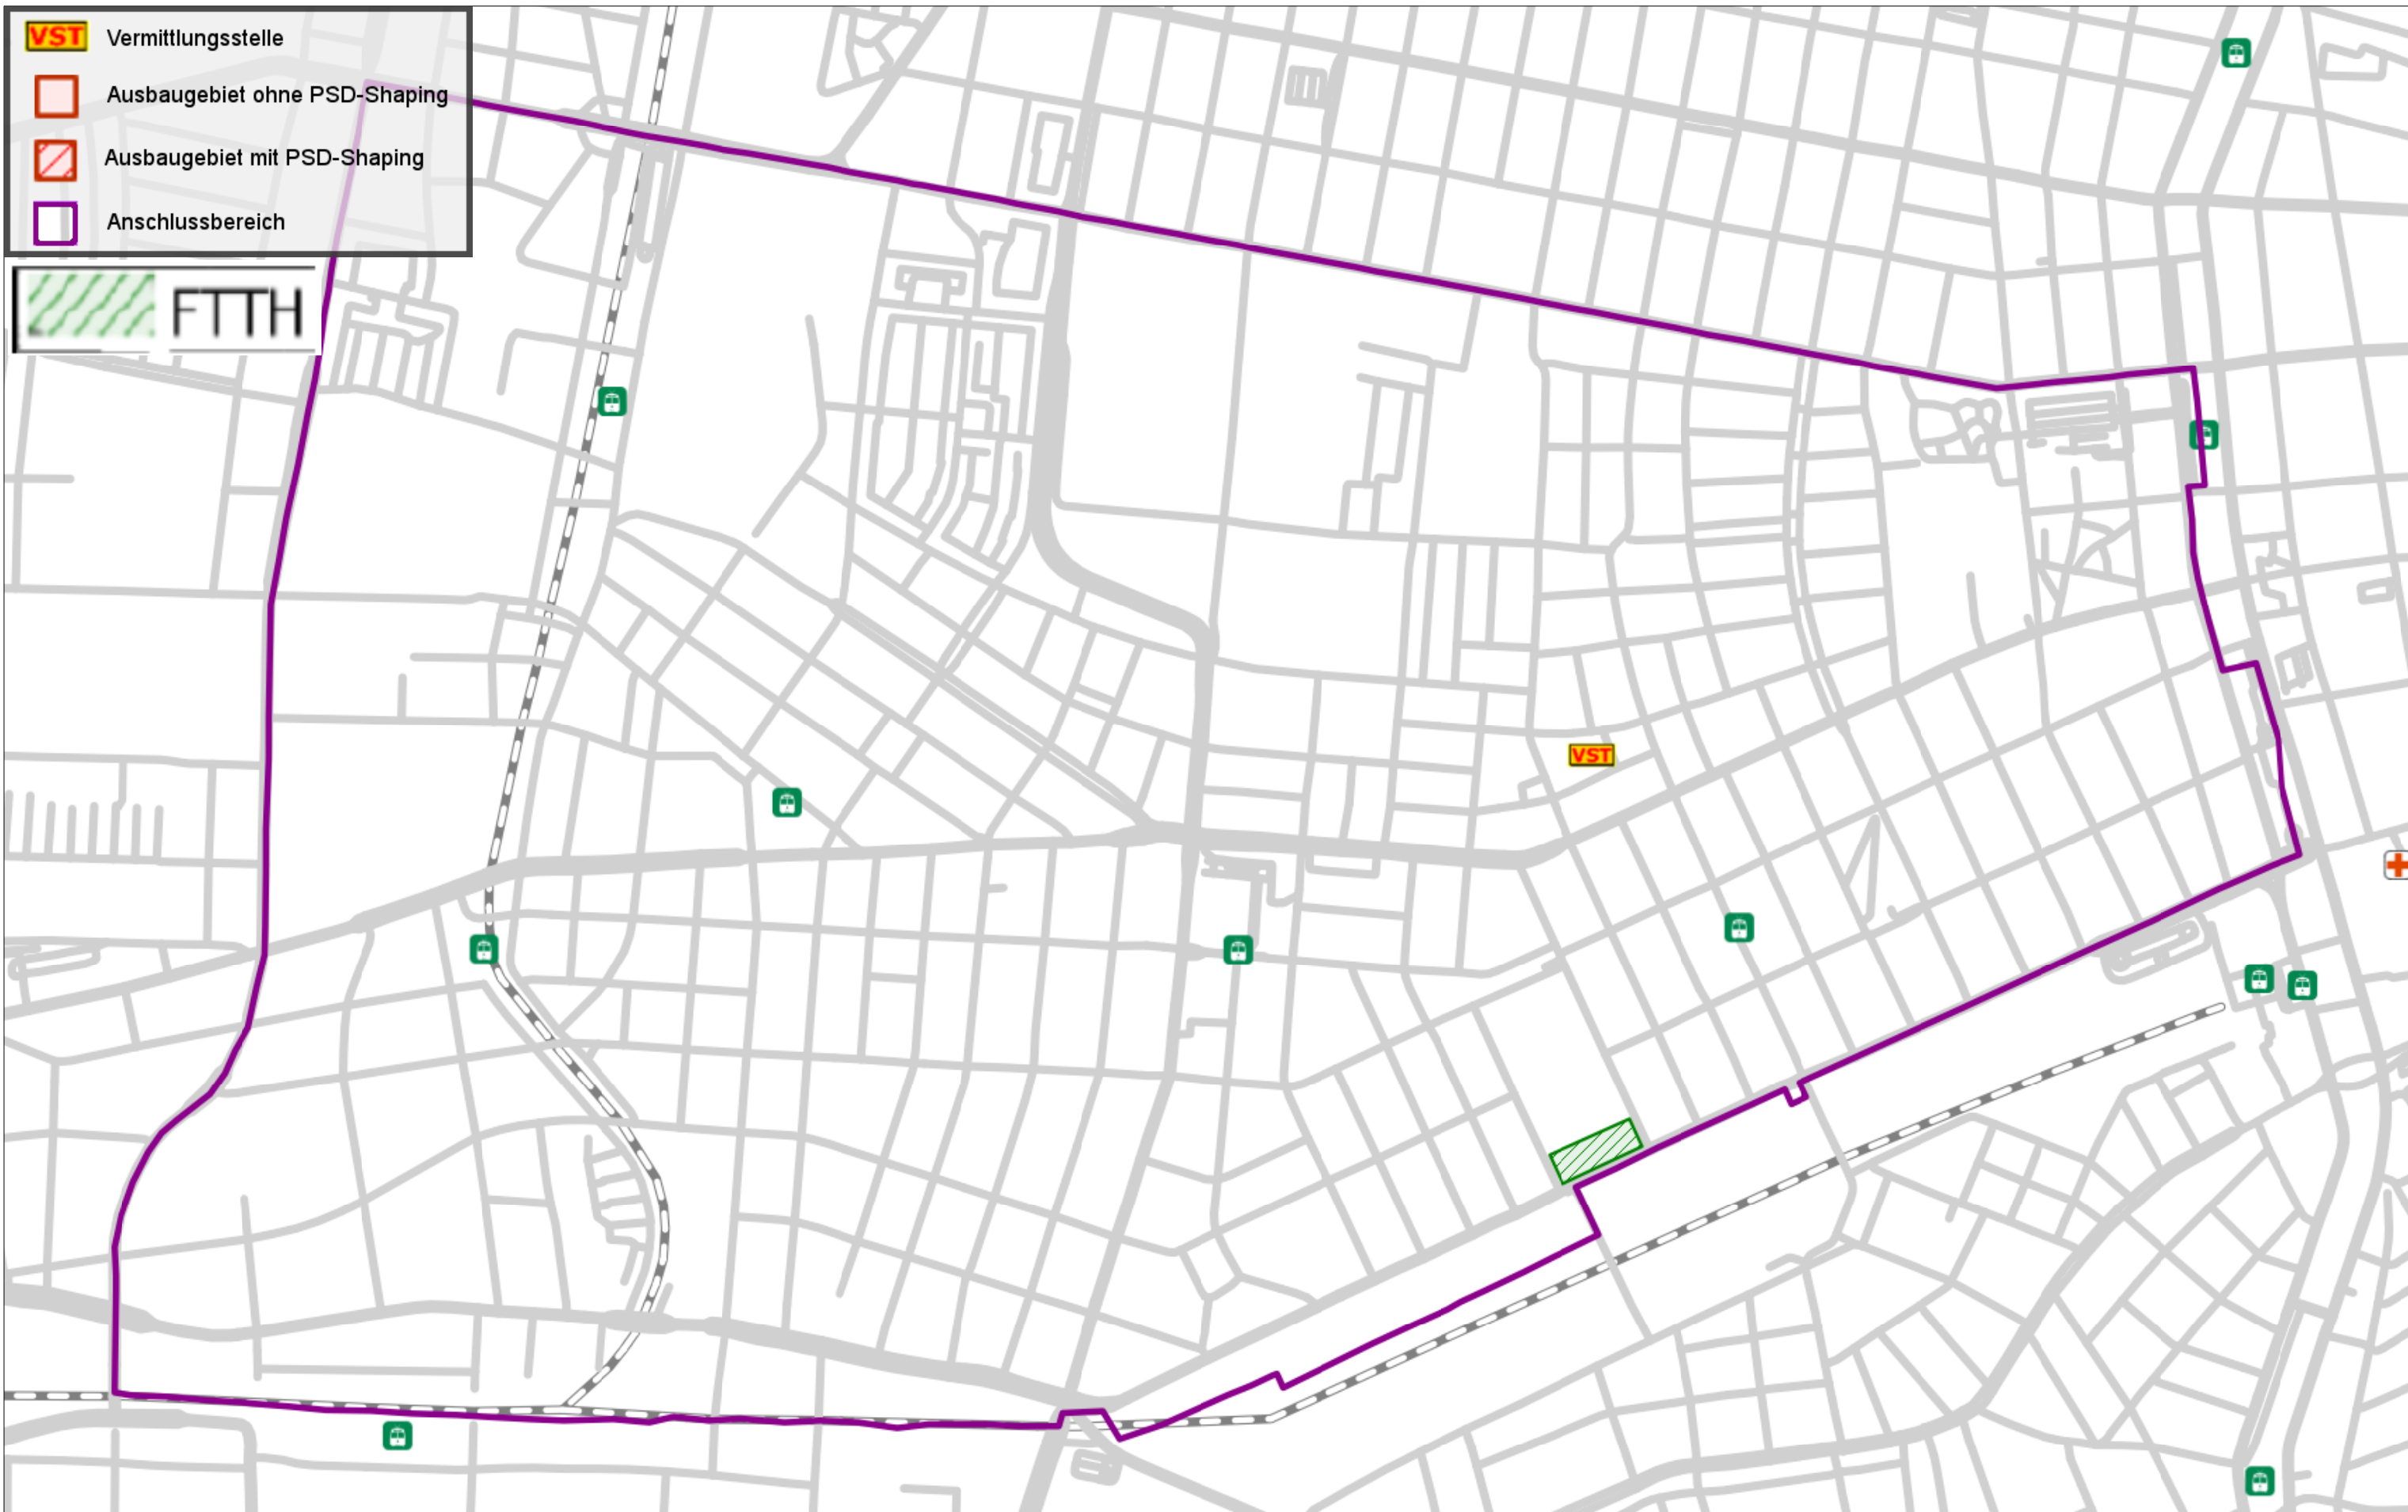 VST Vermittlungsstelle
Ausbaugebiet ohne PSD-Shaping
Ausbaugebiet mit PSD-Shaping
Anschlussbereich
FTTH
VST